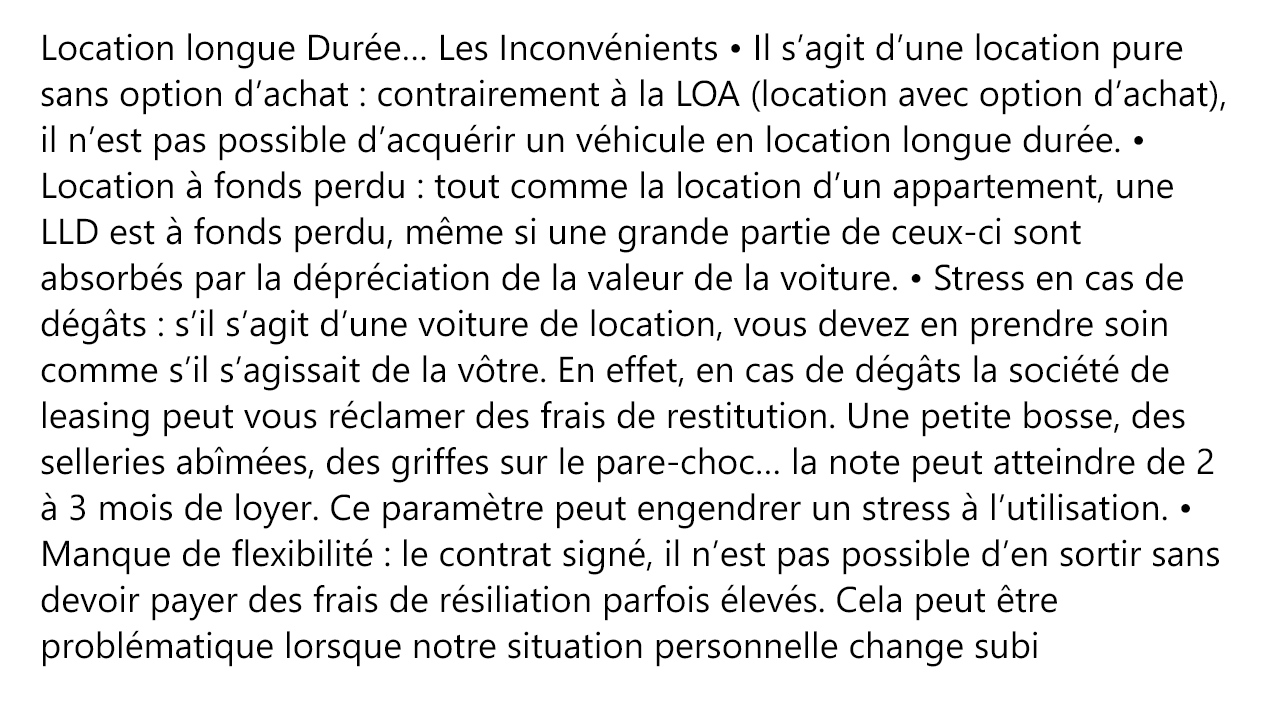 Location longue Durée... Les Inconvénients • Il s’agit d’une location pure
sans option d’achat : contrairement à la LOA (location avec option d’achat),
il n’est pas possible d’acquérir un véhicule en location longue durée. •
Location à fonds perdu : tout comme la location d’un appartement, une
LLD est à fonds perdu, même si une grande partie de ceux-ci sont
absorbés par la dépréciation de la valeur de la voiture. • Stress en cas de
dégâts : s’il s’agit d’une voiture de location, vous devez en prendre soin
comme s’il s’agissait de la vôtre. En effet, en cas de dégâts la société de
leasing peut vous réclamer des frais de restitution. Une petite bosse, des
selleries abîmées, des griffes sur le pare-choc... la note peut atteindre de 2
à 3 mois de loyer. Ce paramètre peut engendrer un stress à l’utilisation. •
Manque de flexibilité : le contrat signé, il n’est pas possible d’en sortir sans
devoir payer des frais de résiliation parfois élevés. Cela peut être
problématique lorsque notre situation personnelle change subi